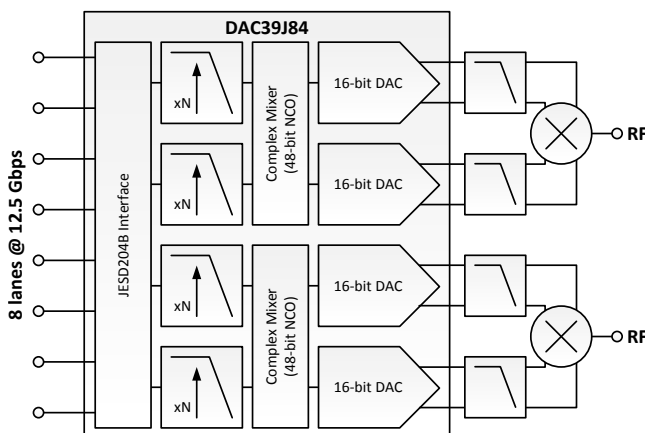 DAC39J84
8 lanes @ 12.5 Gbps
JESD204B Interface
xN
Complex Mixer
(48-bit NCO)
16-bit DAC
RF
xN
16-bit DAC
xN
Complex Mixer
(48-bit NCO)
16-bit DAC
RF
xN
16-bit DAC